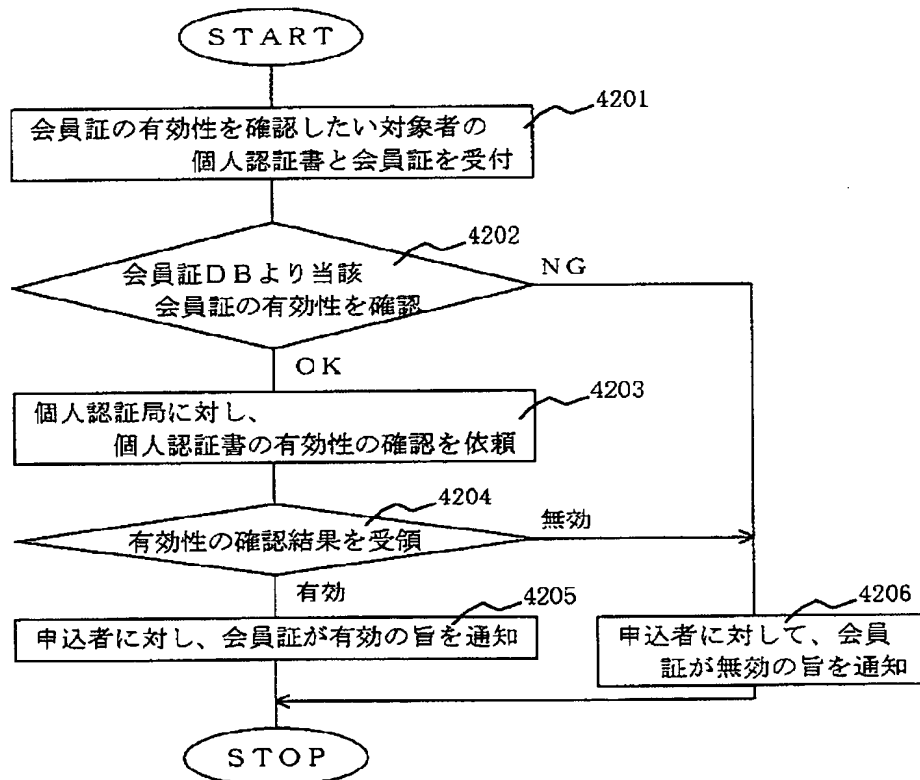 START
4201
会員証の有効性を確認したい対象者の
個人認証書と会員証を受付
4202
会員証DBより当該
会員証の有効性を確認
NG
OK
4203
個人認証局に対し、
個人認証書の有効性の確認を依頼
4204
有効性の確認結果を受領
無効
有効
4205
申込者に対し、会員証が有効の旨を通知
4206
申込者に対して、会員
証が無効の旨を通知
STOP